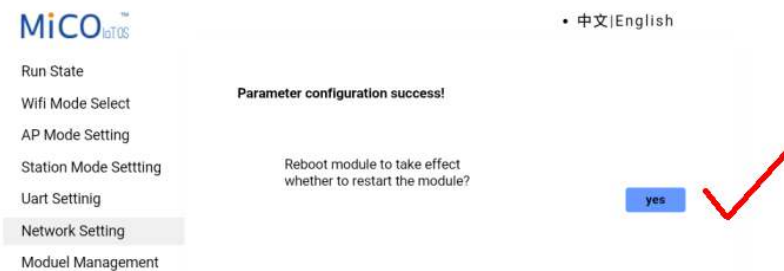 MiCO™
IoTOS
• 中文|English
Run State
Wifi Mode Select
AP Mode Setting
Station Mode Settting
Uart Settinig
Network Setting
Moduel Management
Parameter configuration success!
Reboot module to take effect
whether to restart the module?
yes